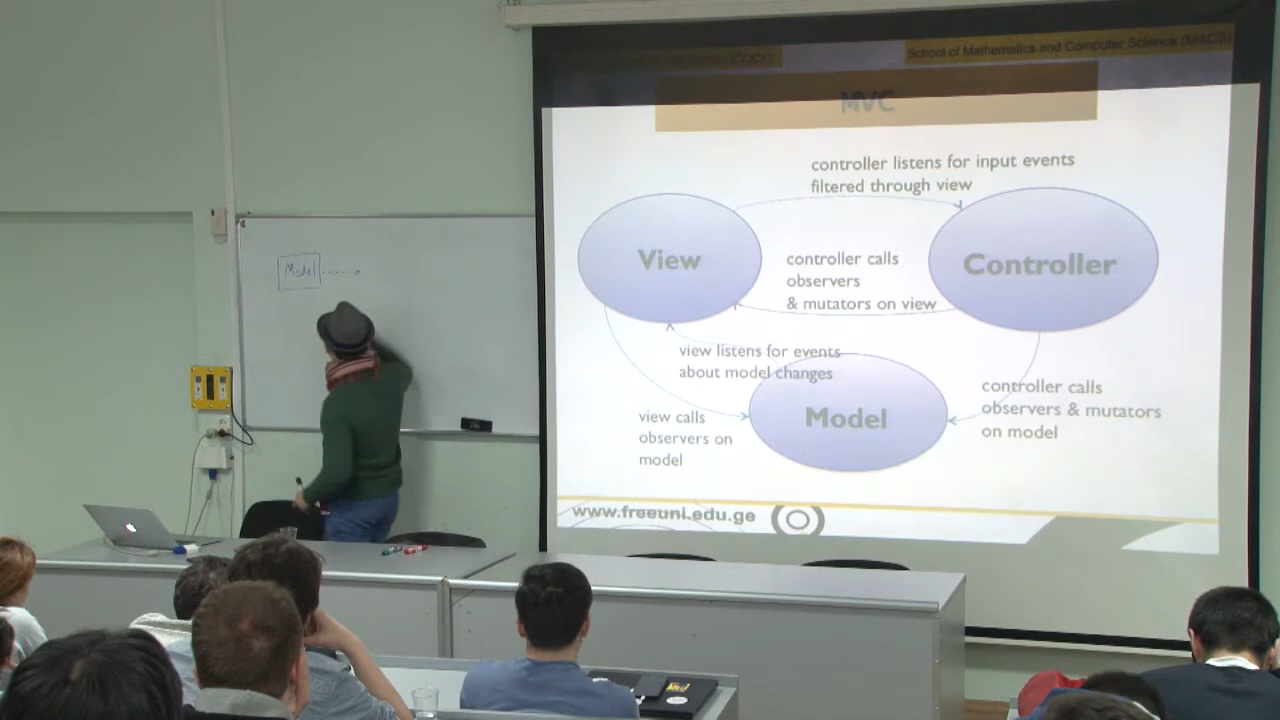 School of Mathematics and Computer Science (MACS)
MVC
controller listens for input events
filtered through view
View
Controller
controller calls
observers
& mutators on view
view listens for events
about model changes
Model
controller calls
observers & mutators
on model
view calls
observers on
model
www.freeuni.edu.ge
Model